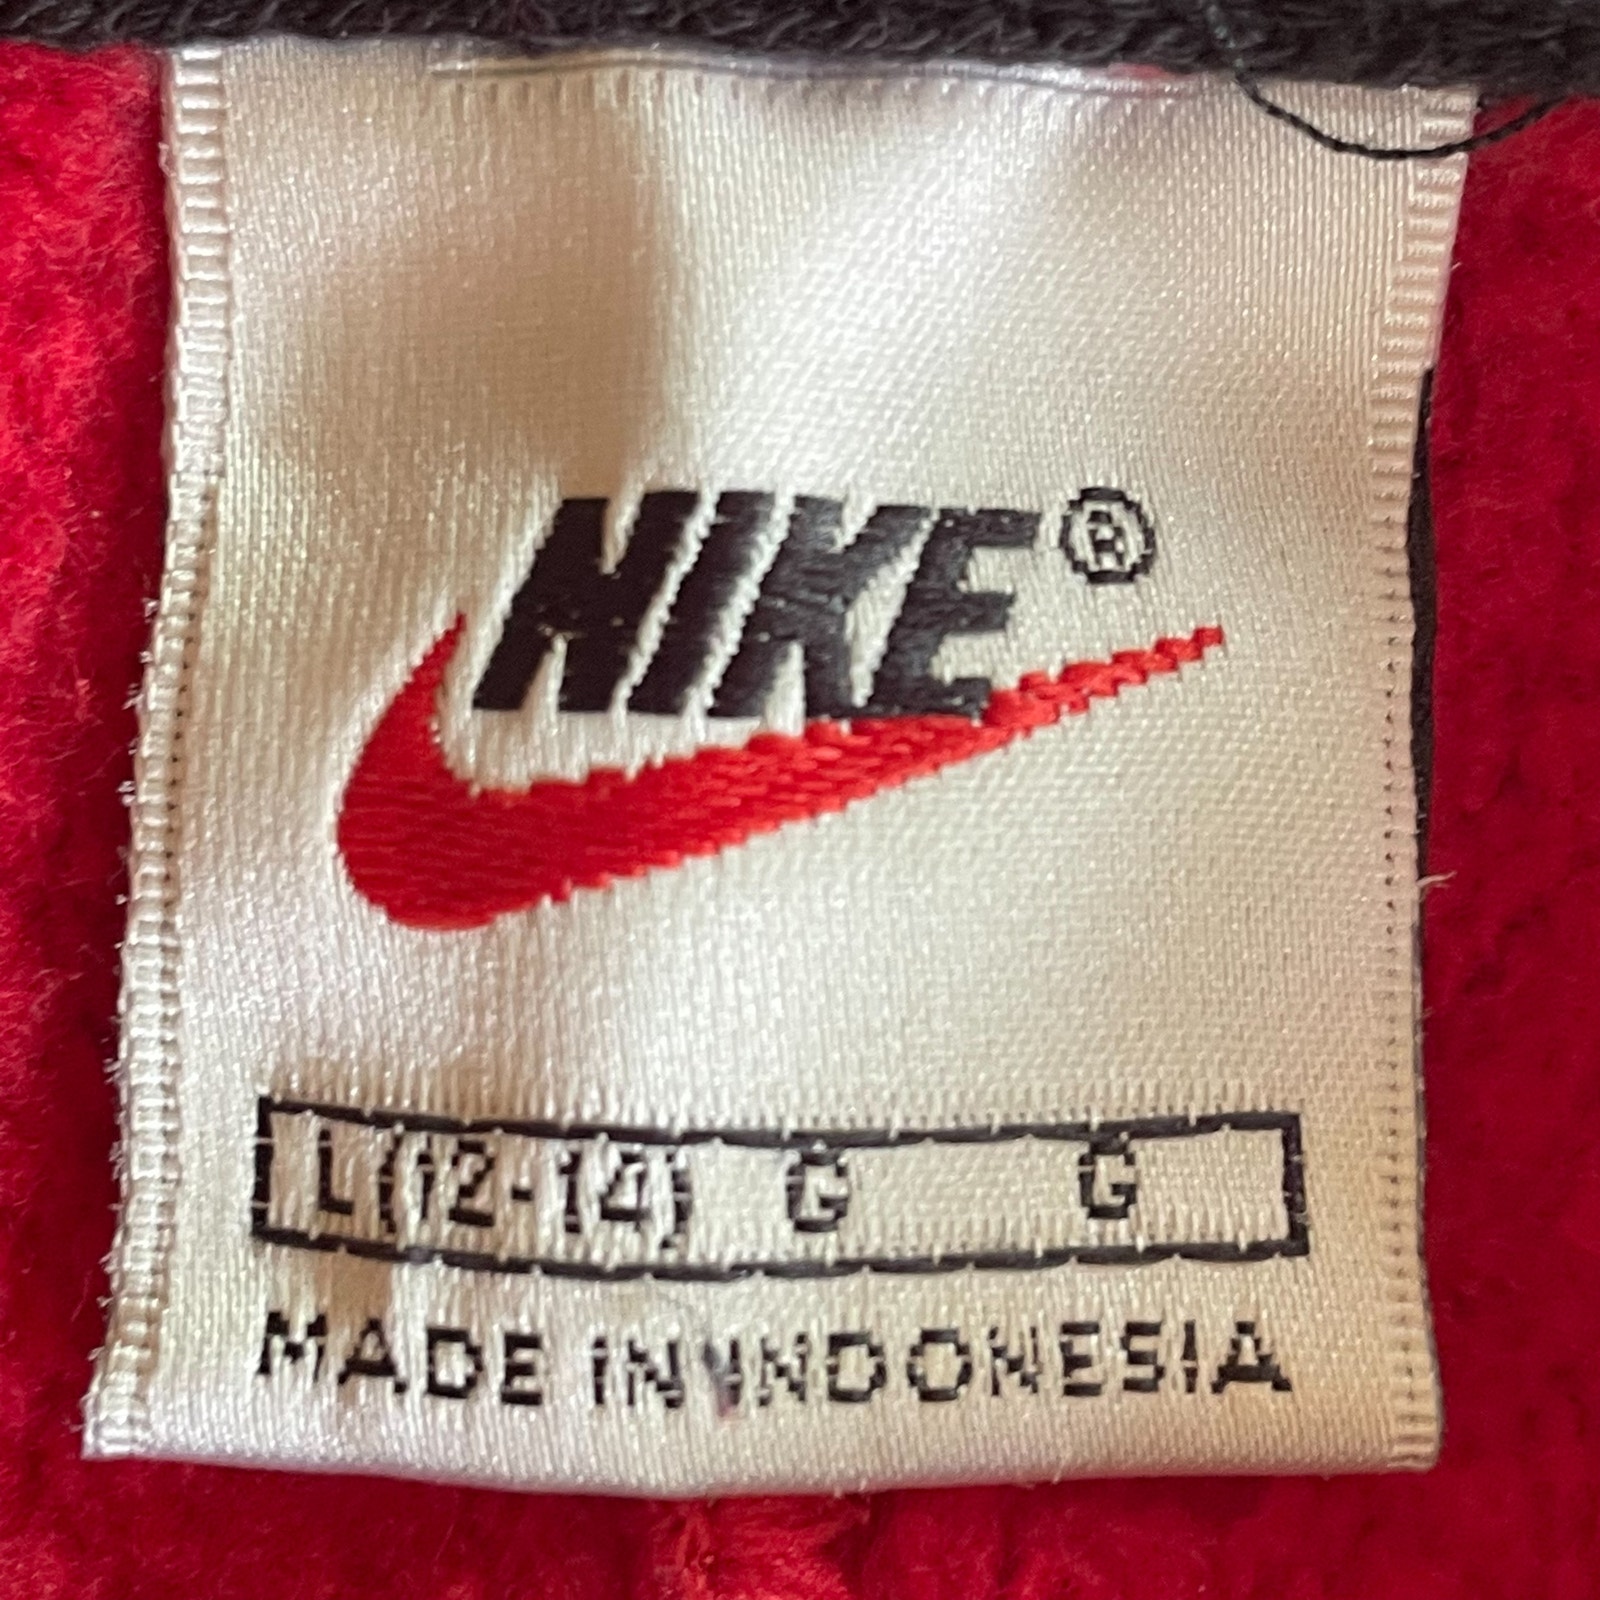 NIKE®
L(12-14) G G
MADE IN INDONESIA